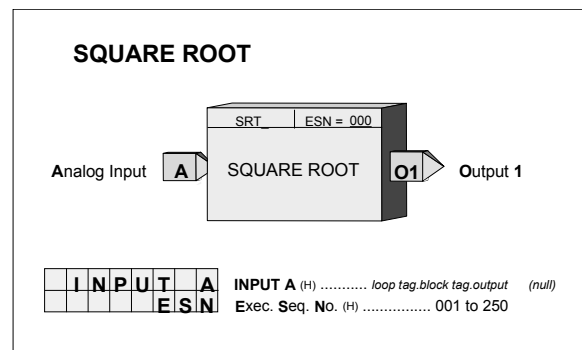 SQUARE ROOT
SRT_ ESN = 000
Analog Input A SQUARE ROOT O1 Output 1
INPUT A INPUT A (H) ........... loop tag.block tag.output (null)
ESN Exec. Seq. No. (H) ................ 001 to 250